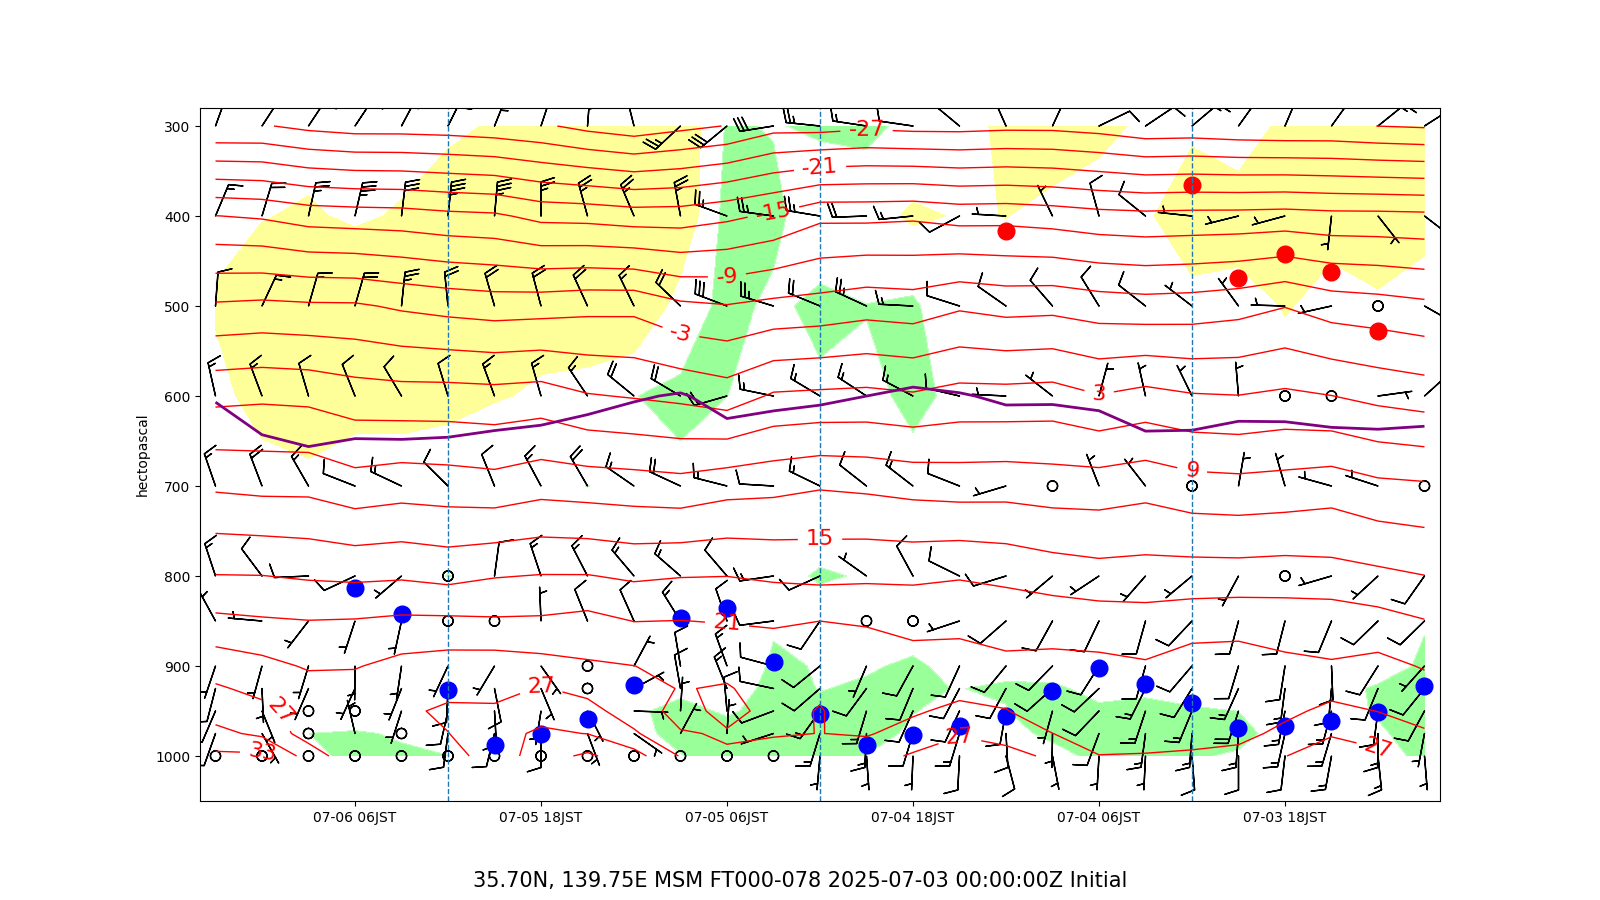 300
400
500
600
700
800
900
1000
hectopascal
-27
-21
-15
-9
-3
3
9
15
21
27
27
33
27
27
07-06 06JST
07-05 18JST
07-05 06JST
07-04 18JST
07-04 06JST
07-03 18JST
35.70N, 139.75E MSM FT000-078 2025-07-03 00:00:00Z Initial